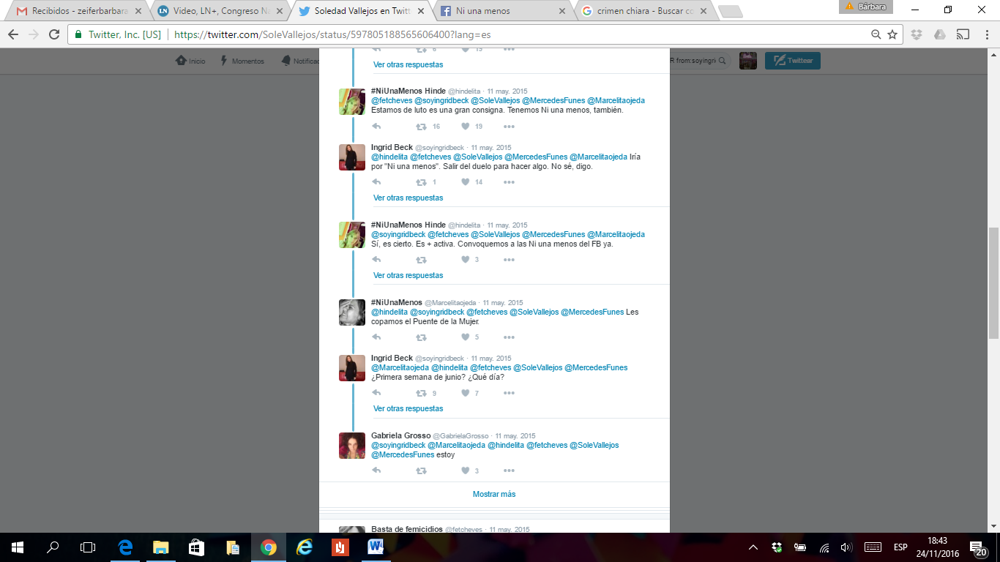 Recibidos - zeiferbarbara
Video, LN+, Congreso Na
Soledad Vallejos en Twitt
Ni una menos
crimen chiara - Buscar co
Bárbara
Twitter, Inc. [US]
https://twitter.com/SoleVallejos/status/597805188565606400?lang=es
Inicio
Momentos
Notificac
R from:soyingri
Twittear
6 15
Ver otras respuestas
#NiUnaMenos Hinde @hindelita · 11 may. 2015
@fetcheves @soyingridbeck @SoleVallejos @MercedesFunes @Marcelitaojeda
Estamos de luto es una gran consigna. Tenemos Ni una menos, también.
16 19
Ingrid Beck @soyingridbeck · 11 may. 2015
@hindelita @fetcheves @SoleVallejos @MercedesFunes @Marcelitaojeda Iría
por "Ni una menos". Salir del duelo para hacer algo. No sé, digo.
1 14
Ver otras respuestas
#NiUnaMenos Hinde @hindelita · 11 may. 2015
@soyingridbeck @fetcheves @SoleVallejos @MercedesFunes @Marcelitaojeda
Sí, es cierto. Es + activa. Convoquemos a las Ni una menos del FB ya.
3
Ver otras respuestas
#NiUnaMenos @Marcelitaojeda · 11 may. 2015
@hindelita @soyingridbeck @fetcheves @SoleVallejos @MercedesFunes Les
copamos el Puente de la Mujer.
5
Ingrid Beck @soyingridbeck · 11 may. 2015
@Marcelitaojeda @hindelita @fetcheves @SoleVallejos @MercedesFunes
¿Primera semana de junio? ¿Qué día?
9 7
Ver otras respuestas
Gabriela Grosso @GabrielaGrosso · 11 may. 2015
@soyingridbeck @Marcelitaojeda @hindelita @fetcheves @SoleVallejos
@MercedesFunes estoy
3
Mostrar más
Basta de femicidios @fetcheves · 11 may. 2015
ESP
18:43
24/11/2016
20